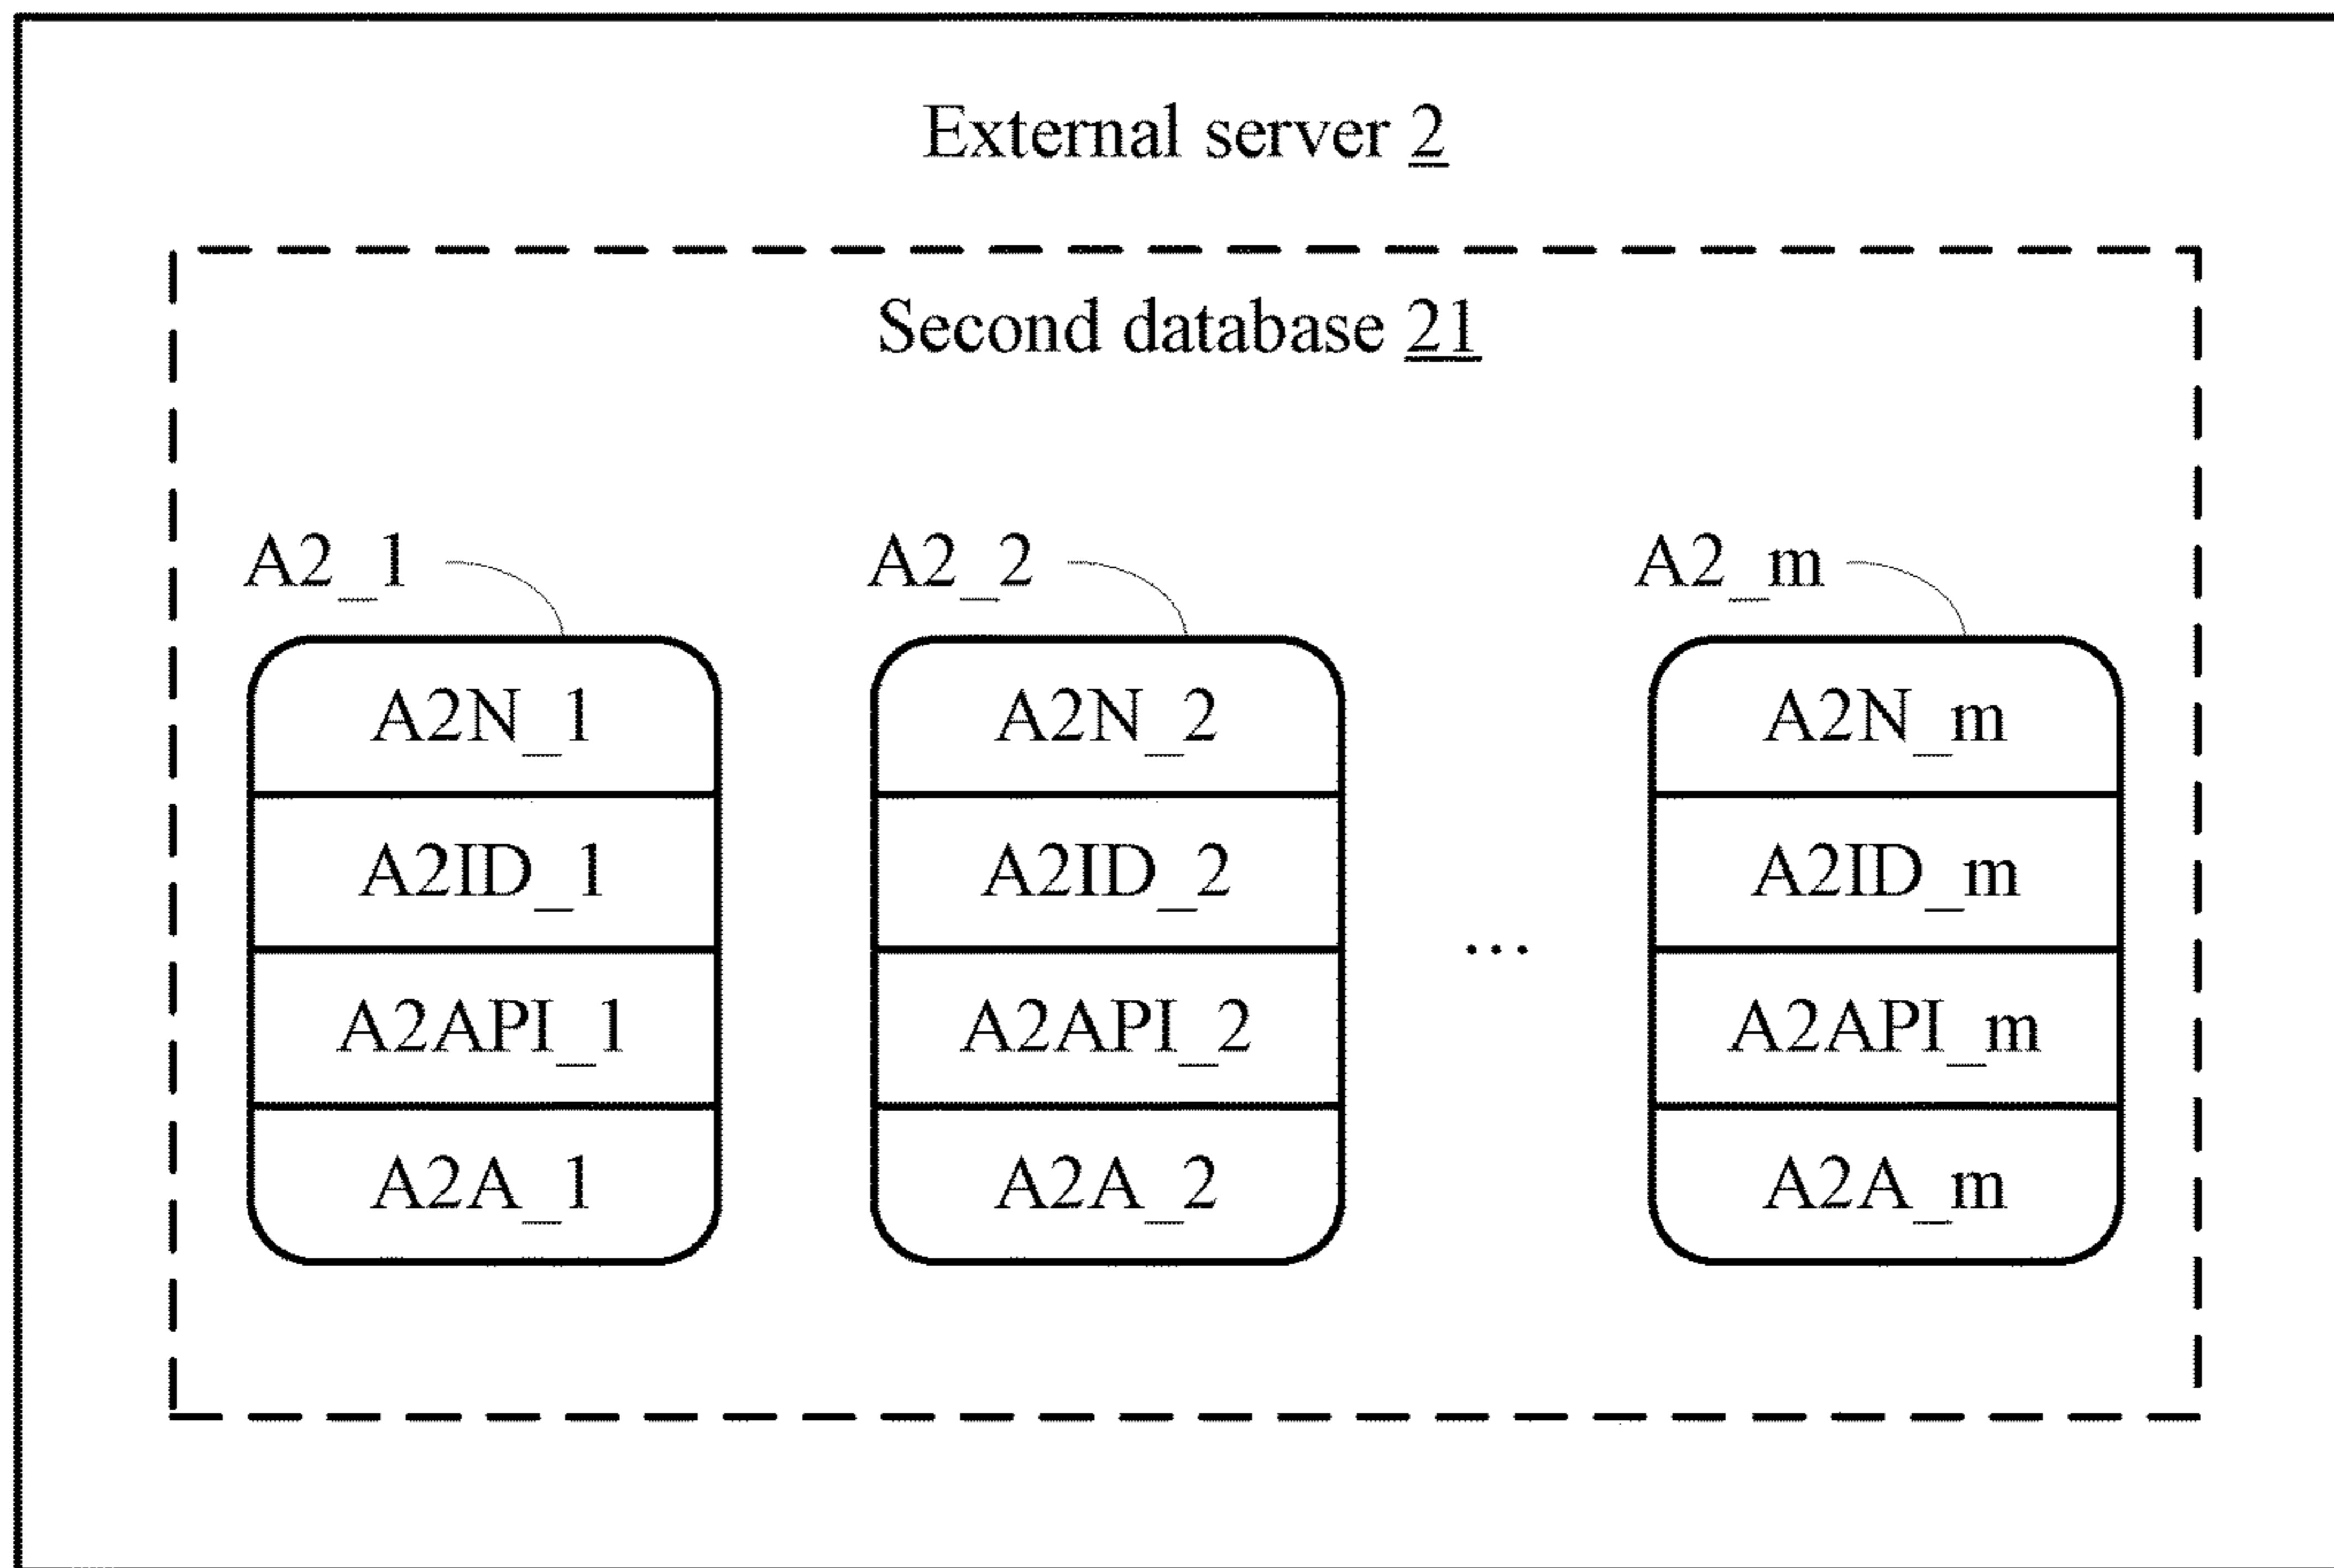 External server 2
Second database 21
A2_1 A2_2 A2_m
A2N_1 A2N_2 A2N_m
A2ID_1 A2ID_2 A2ID_m
...
A2API_1 A2API_2 A2API_m
A2A_1 A2A_2 A2A_m